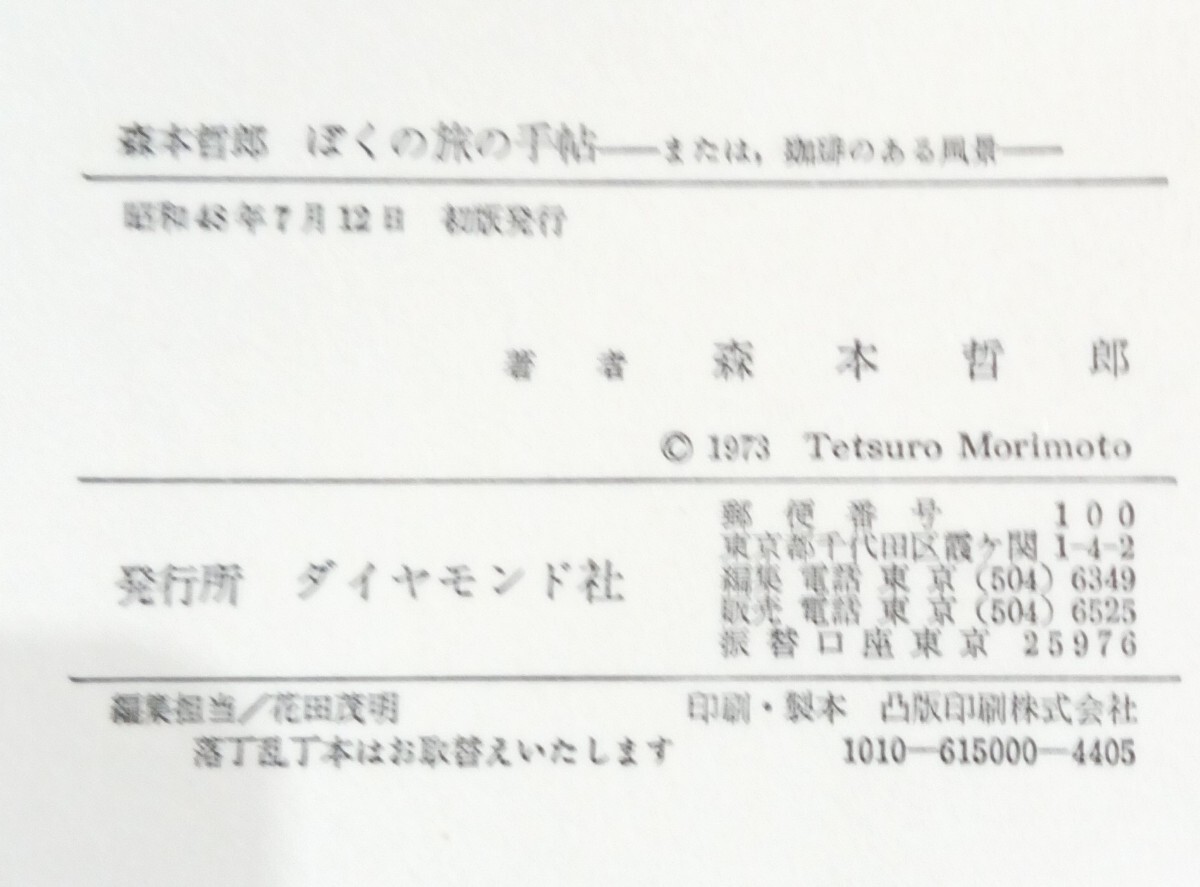 森本哲郎 ぼくの旅の手帖――または，珈琲のある風景――
昭和48年7月12日 初版発行
著者 森本哲郎
© 1973 Tetsuro Morimoto
発行所 ダイヤモンド社
郵便番号 100
東京都千代田区霞ケ関 1-4-2
編集 電話 東京 (504) 6349
販売 電話 東京 (504) 6525
振替口座東京 25976
編集担当／花田茂明
印刷・製本 凸版印刷株式会社
落丁乱丁本はお取替えいたします
1010―615000―4405